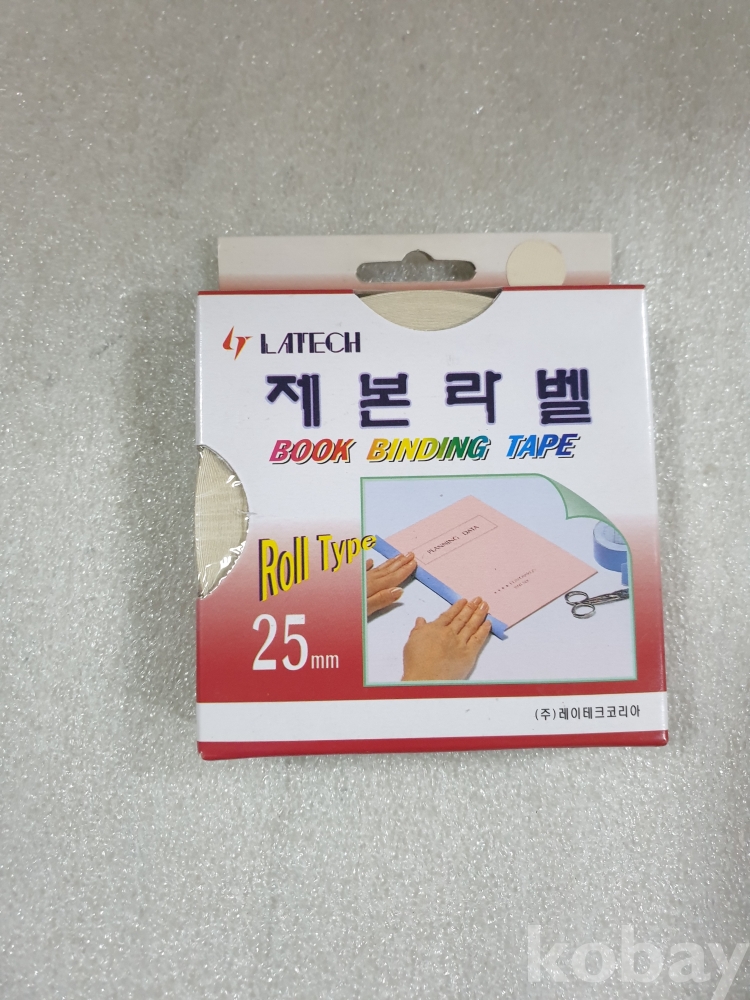 LATECH
제본라벨
BOOK BINDING TAPE
Roll Type
PLANNING DATA
25mm
(주)레이테크코리아
kobay